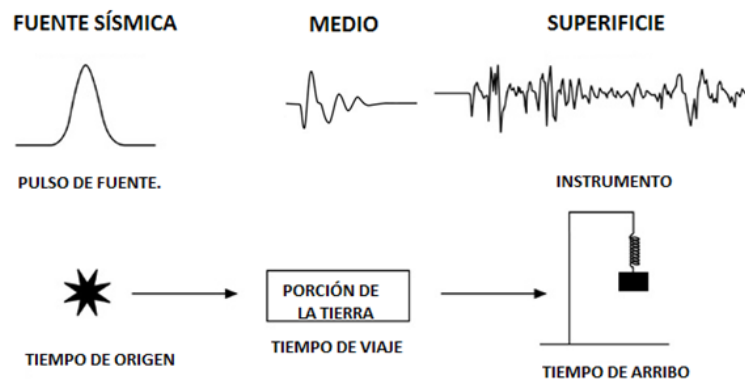 FUENTE SÍSMICA
MEDIO
SUPERIFICIE
PULSO DE FUENTE.
INSTRUMENTO
PORCIÓN DE
LA TIERRA
TIEMPO DE ORIGEN
TIEMPO DE VIAJE
TIEMPO DE ARRIBO